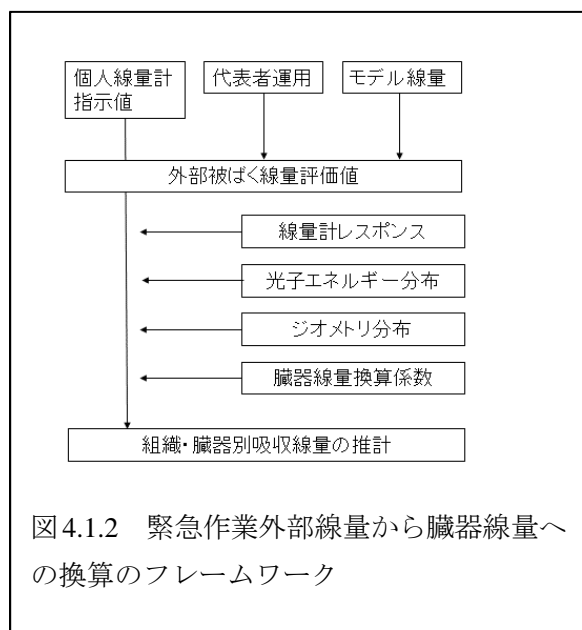 個人線量計
指示値
代表者運用
モデル線量
外部被ばく線量評価値
線量計レスポンス
光子エネルギー分布
ジオメトリ分布
臓器線量換算係数
組織・臓器別吸収線量の推計
図4.1.2 緊急作業外部線量から臓器線量へ
の換算のフレームワーク